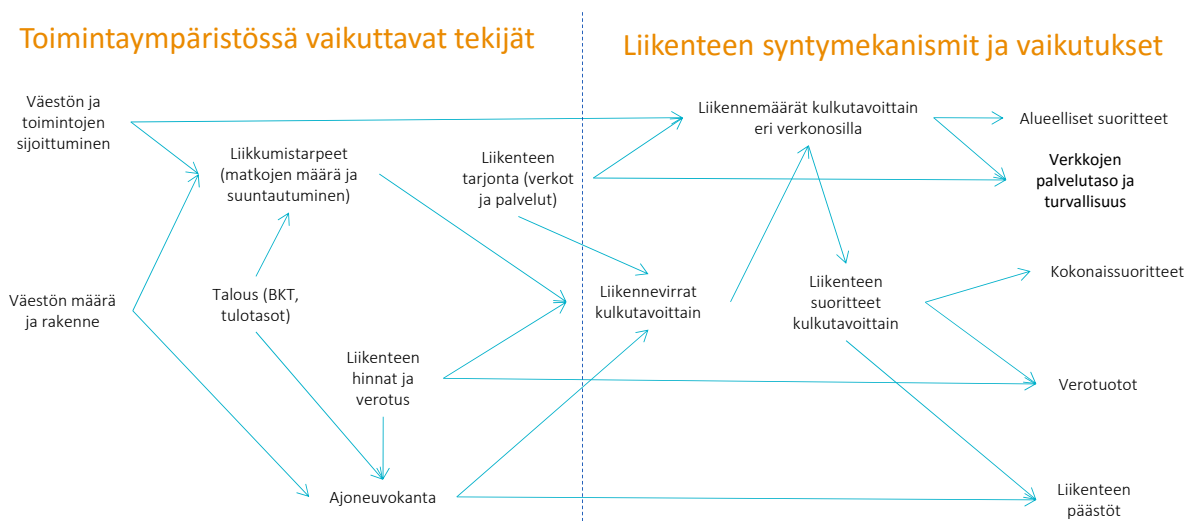 Toimintaympäristössä vaikuttavat tekijät
Liikenteen syntymekanismit ja vaikutukset
Väestön ja
toimintojen
sijoittuminen
Liikkumistarpeet
(matkojen määrä ja
suuntautuminen)
Liikenteen
tarjonta (verkot
ja palvelut)
Väestön määrä
ja rakenne
Talous (BKT,
tulotasot)
Liikenteen
hinnat ja
verotus
Ajoneuvokanta
Liikennemäärät kulkutavoittain
eri verkonosilla
Liikennevirrat
kulkutavoittain
Liikenteen
suoritteet
kulkutavoittain
Alueelliset suoritteet
Verkkojen
palvelutaso ja
turvallisuus
Kokonaissuoritteet
Verotuotot
Liikenteen
päästöt